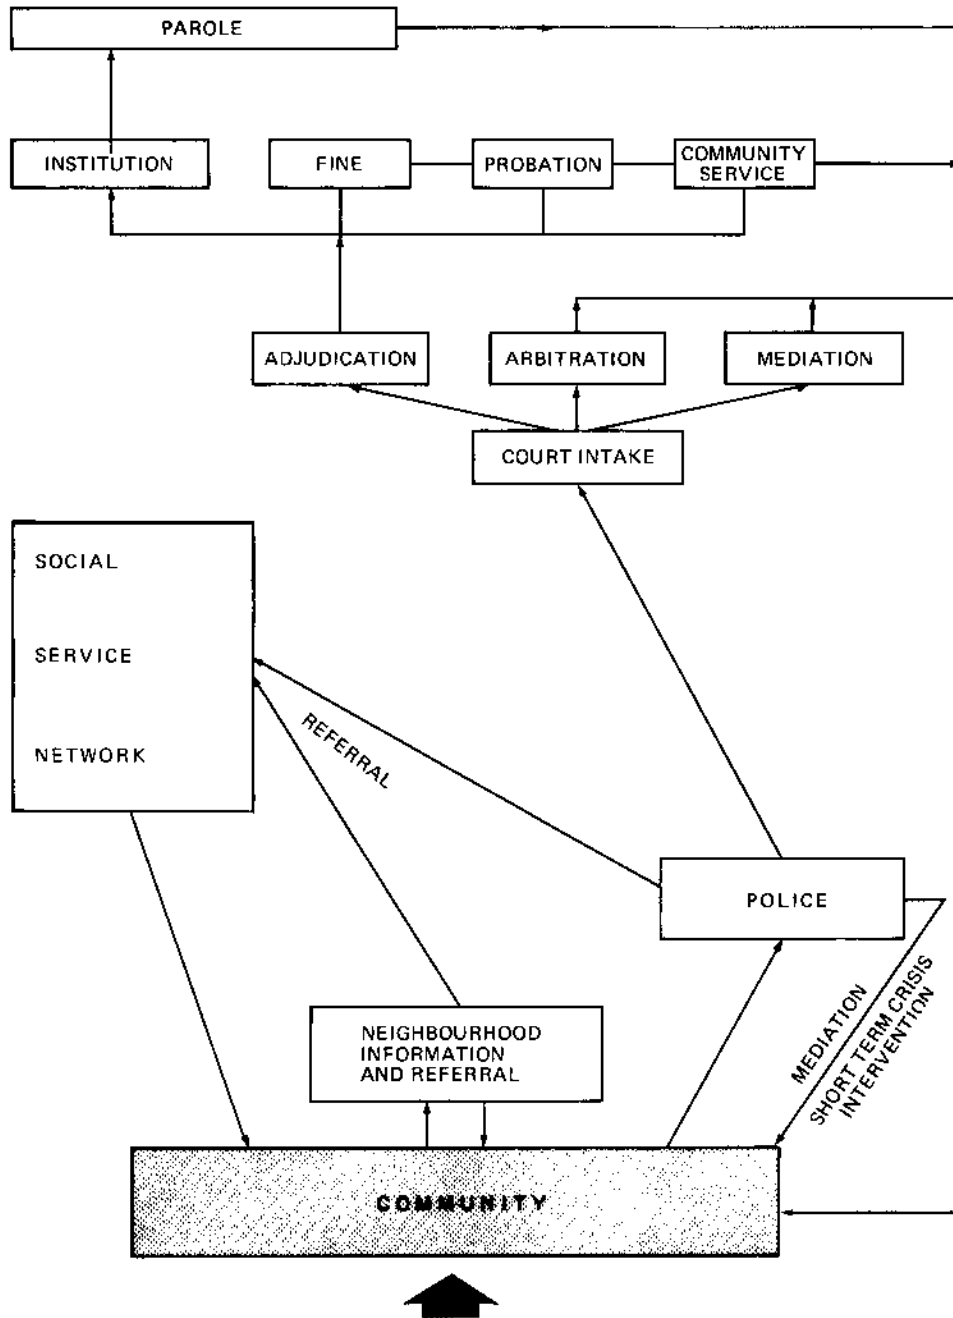 PAROLE
INSTITUTION
FINE
PROBATION
COMMUNITY
SERVICE
ADJUDICATION
ARBITRATION
MEDIATION
COURT INTAKE
SOCIAL
SERVICE
NETWORK
REFERRAL
POLICE
MEDIATION
SHORT TERM CRISIS
INTERVENTION
NEIGHBOURHOOD
INFORMATION
AND REFERRAL
COMMUNITY